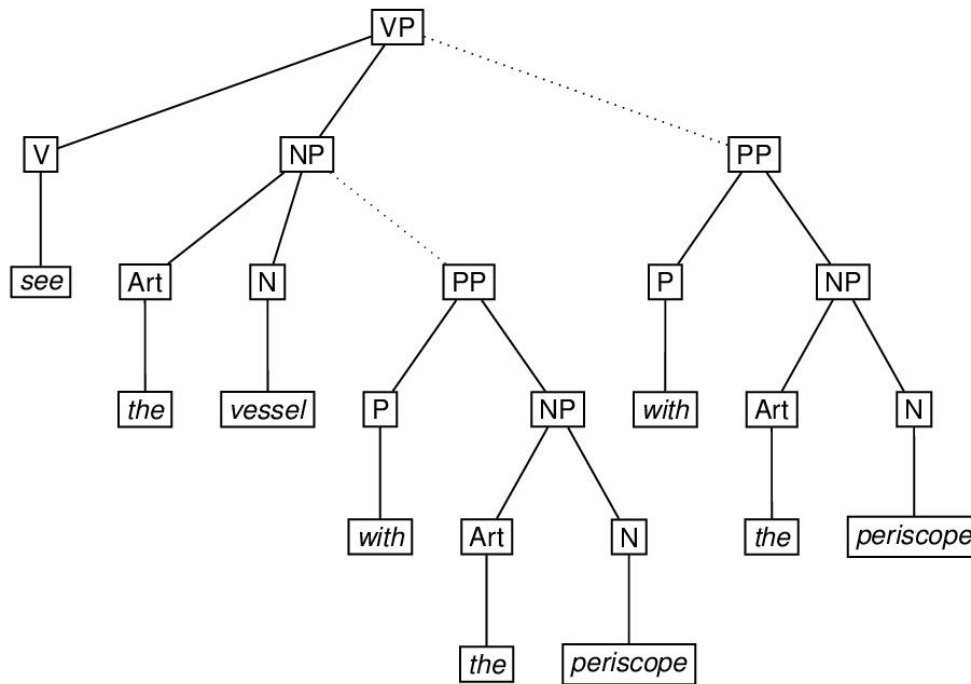 VP
V NP PP
see Art N PP P NP
the vessel P NP with Art N
with Art N the periscope
the periscope